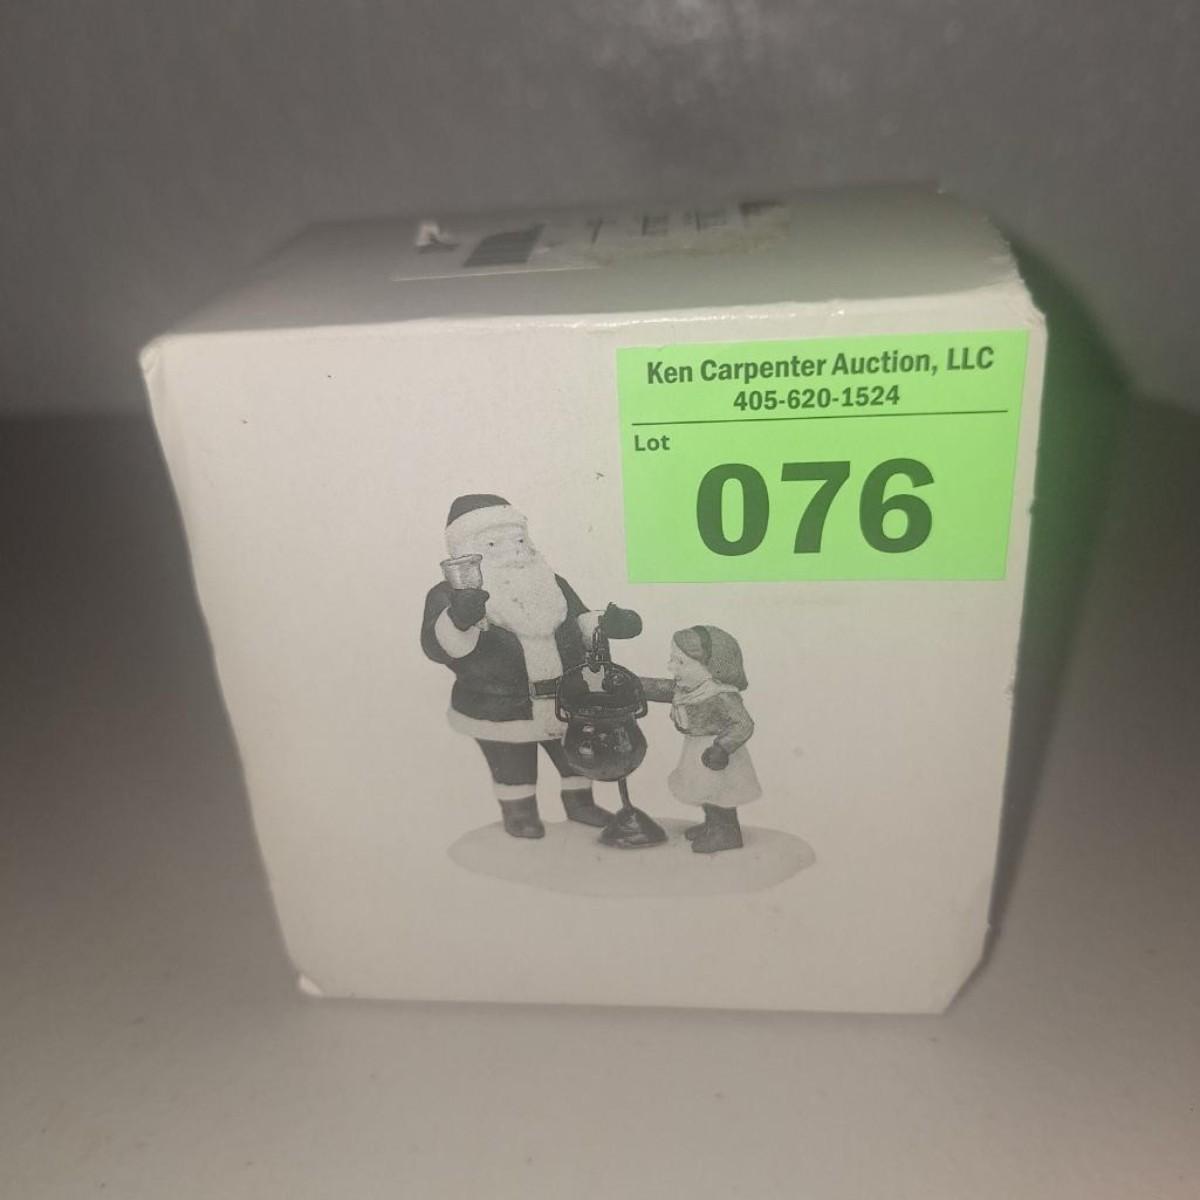 Ken Carpenter Auction, LLC
405-620-1524
Lot
076